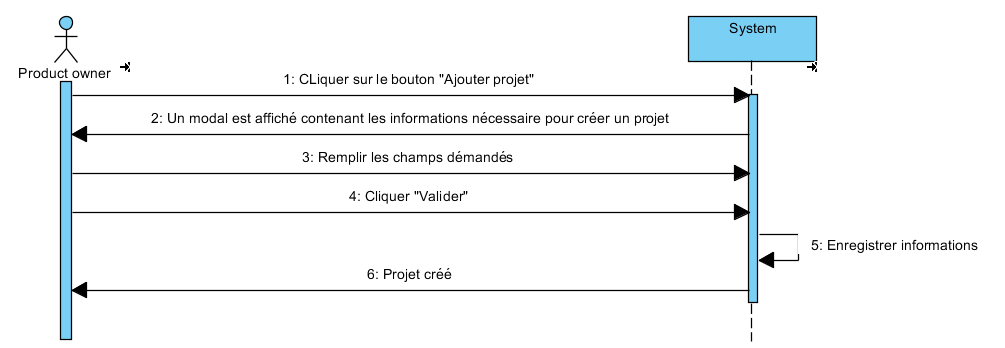 System
Product owner
1: CLiquer sur le bouton "Ajouter projet"
2: Un modal est affiché contenant les informations nécessaire pour créer un projet
3: Remplir les champs démandés
4: Cliquer "Valider"
5: Enregistrer informations
6: Projet créé